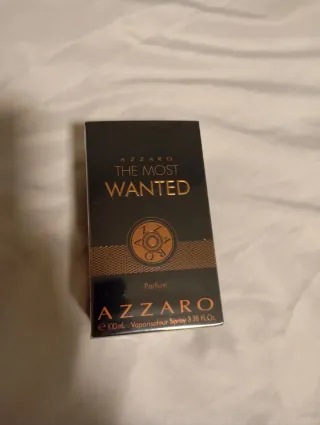 AZZARO
THE MOST
WANTED
Parfum
AZZARO
℮ 100 mL - Vaporisateur Spray 3.38 Fl.Oz.